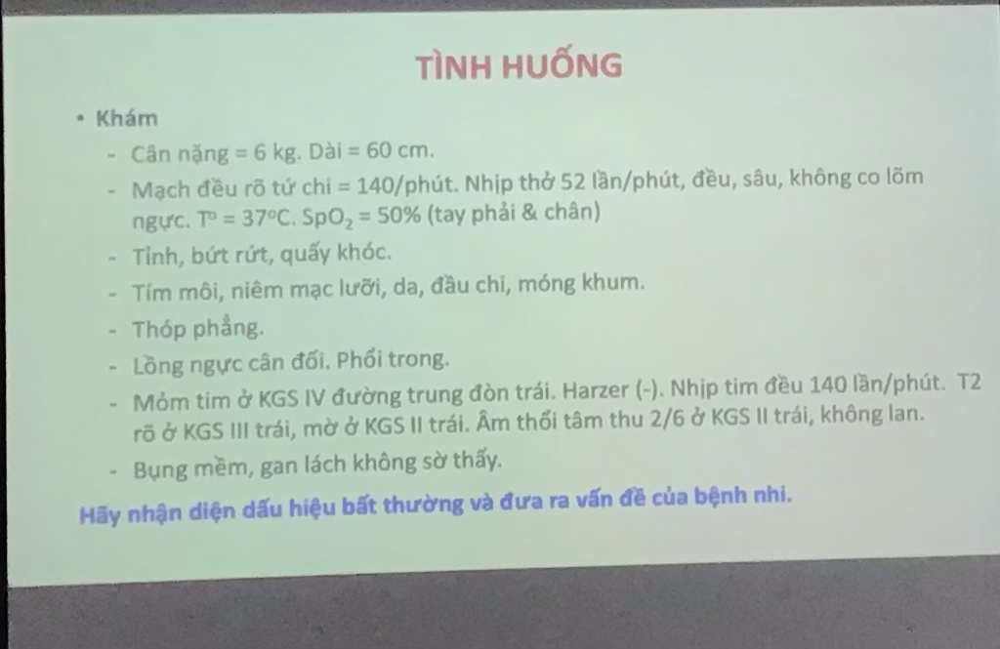 TÌNH HUỐNG
• Khám
- Cân nặng = 6 kg. Dài = 60 cm.
- Mạch đều rõ tứ chi = 140/phút. Nhịp thở 52 lần/phút, đều, sâu, không co lõm
ngực. Tº = 37ºC. SpO₂ = 50% (tay phải & chân)
- Tỉnh, bứt rứt, quấy khóc.
- Tím môi, niêm mạc lưỡi, da, đầu chi, móng khum.
- Thóp phẳng.
- Lồng ngực cân đối. Phổi trong.
- Mỏm tim ở KGS IV đường trung đòn trái. Harzer (-). Nhịp tim đều 140 lần/phút. T2
rõ ở KGS III trái, mờ ở KGS II trái. Âm thổi tâm thu 2/6 ở KGS II trái, không lan.
- Bụng mềm, gan lách không sờ thấy.
Hãy nhận diện dấu hiệu bất thường và đưa ra vấn đề của bệnh nhi.